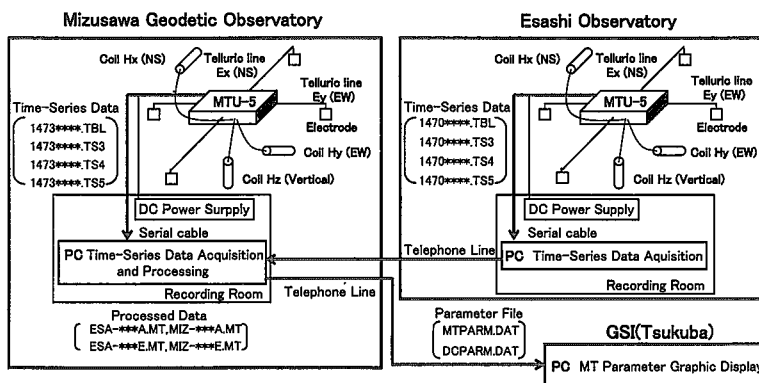 Mizusawa Geodetic Observatory
Coil Hx (NS)
Telluric line
Ex (NS)
Telluric line
Ey (EW)
MTU-5
Time-Series Data
1473****.TBL
1473****.TS3
1473****.TS4
1473****.TS5
Electrode
Coil Hy (EW)
Coil Hz (Vertical)
DC Power Surpply
Serial cable
PC Time-Series Data Acquisition
and Processing
Recording Room
Processed Data
ESA-***A.MT,MIZ-***A.MT
ESA-***E.MT,MIZ-***E.MT
Telephone Line
Telephone Line
Esashi Observatory
Coil Hx (NS)
Telluric line
Ex (NS)
Telluric line
Ey (EW)
MTU-5
Time-Series Data
1470****.TBL
1470****.TS3
1470****.TS4
1470****.TS5
Electrode
Coil Hy (EW)
Coil Hz (Vertical)
DC Power Supply
Serial cable
PC Time-Series Data Aquisition
Recording Room
Parameter File
MTPARM.DAT
DCPARM.DAT
GSI(Tsukuba)
PC MT Parameter Graphic Display